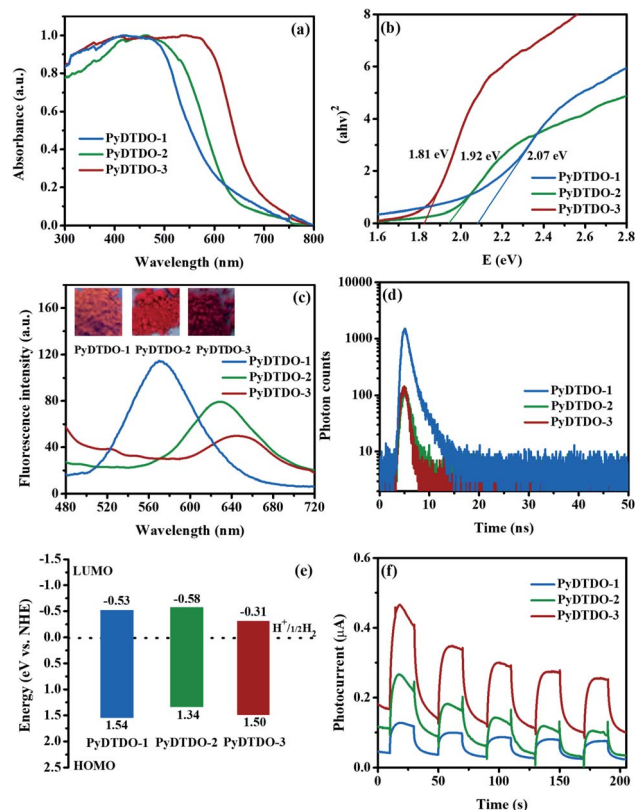 (a)
Absorbance (a.u.)
1.0
0.8
0.6
0.4
0.2
0.0
PyDTDO-1
PyDTDO-2
PyDTDO-3
300 400 500 600 700 800
Wavelength (nm)
(b)
(ahv)²
8
6
4
2
0
1.81 eV 1.92 eV 2.07 eV
PyDTDO-1
PyDTDO-2
PyDTDO-3
1.6 1.8 2.0 2.2 2.4 2.6 2.8
E (eV)
(c)
Fluorescence intensity (a.u.)
160
120
80
40
0
PyDTDO-1 PyDTDO-2 PyDTDO-3
PyDTDO-1
PyDTDO-2
PyDTDO-3
480 520 560 600 640 680 720
Wavelength (nm)
(d)
Photon counts
10000
1000
100
10
PyDTDO-1
PyDTDO-2
PyDTDO-3
0 10 20 30 40 50
Time (ns)
(e)
Energy (eV vs. NHE)
-1.5
-1.0
-0.5
0.0
0.5
1.0
1.5
2.0
2.5
LUMO
-0.53 -0.58 -0.31
H⁺/1/2H₂
1.54 1.34 1.50
PyDTDO-1 PyDTDO-2 PyDTDO-3
HOMO
(f)
Photocurrent (μA)
0.6
0.4
0.2
0.0
PyDTDO-1
PyDTDO-2
PyDTDO-3
0 50 100 150 200
Time (s)